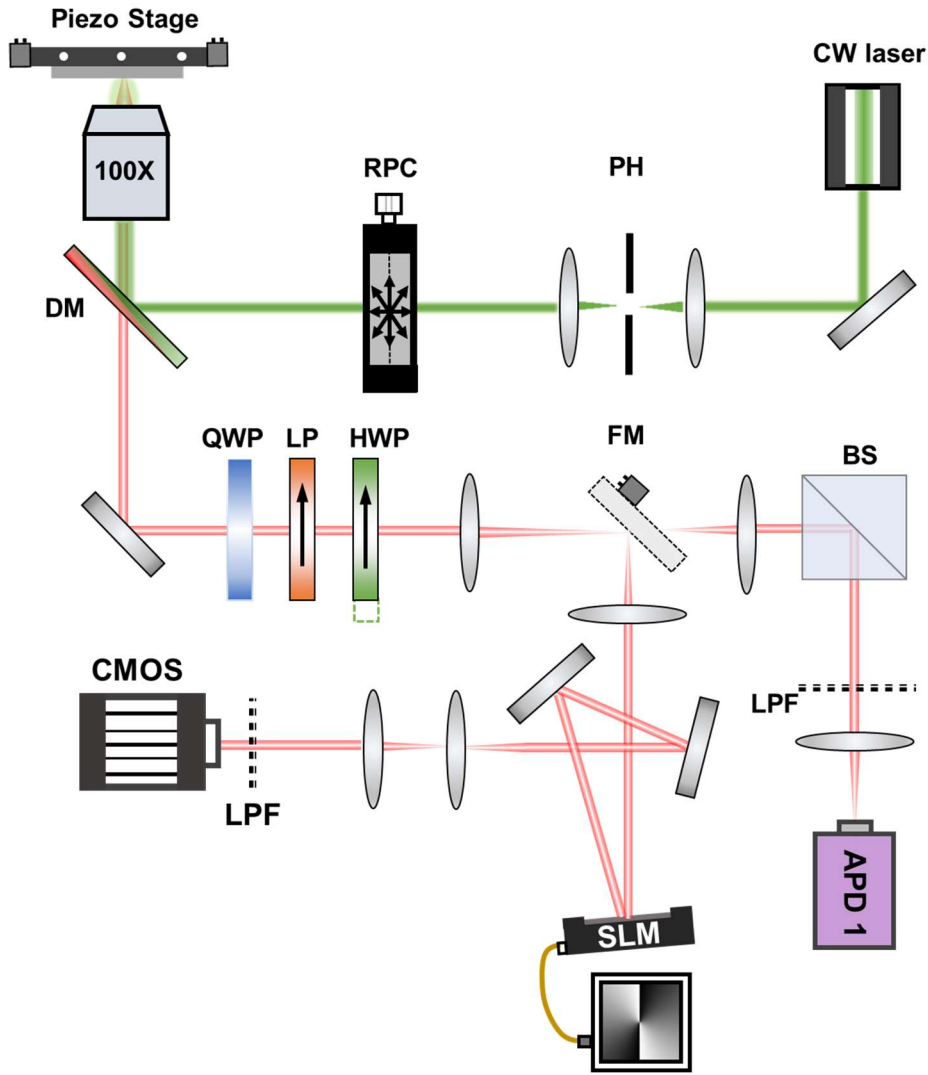 Piezo Stage
CW laser
100X
RPC
PH
DM
QWP
LP
HWP
FM
BS
CMOS
LPF
LPF
APD 1
SLM